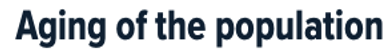 Aging of the population